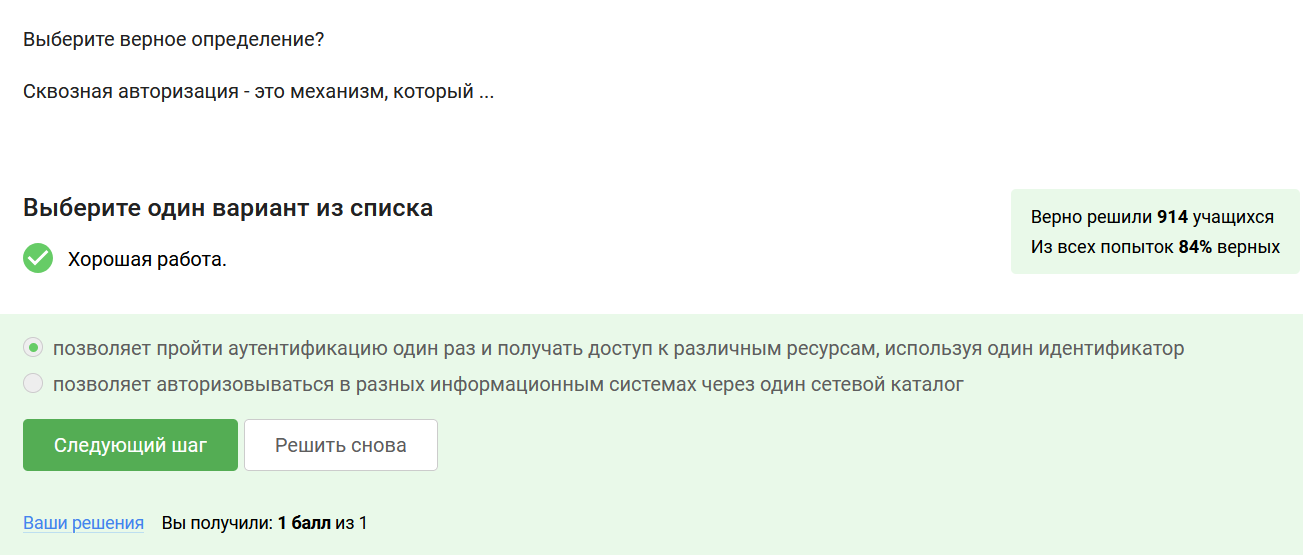 Выберите верное определение?
Сквозная авторизация - это механизм, который ...
Выберите один вариант из списка
Хорошая работа.
Верно решили 914 учащихся
Из всех попыток 84% верных
позволяет пройти аутентификацию один раз и получать доступ к различным ресурсам, используя один идентификатор
позволяет авторизовываться в разных информационным системах через один сетевой каталог
Следующий шаг
Решить снова
Ваши решения Вы получили: 1 балл из 1